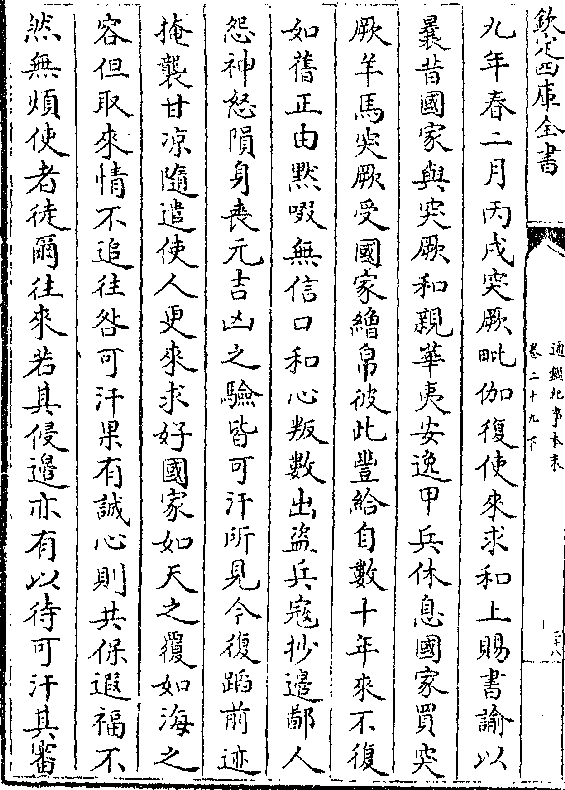 欽定四庫全書
通鑑紀事本末
卷二十九下
九年春二月丙戌突厥毗伽復使來求和上賜書諭以
曩昔國家與突厥和親華夷安逸甲兵休息國家買突
厥羊馬突厥受國家繒帛彼此豐給自數十年來不復
如舊正由黙啜無信口和心叛數出盜兵寇抄邊鄙人
怨神怒隕身喪元吉凶之驗皆可汗所見今復蹈前迹
掩襲甘凉隨遣使人更來求好國家如天之覆如海之
容但取來情不追往咎可汗果有誠心則共保遐福不
然無煩使者徒爾往來若其侵邉亦有以待可汗其審